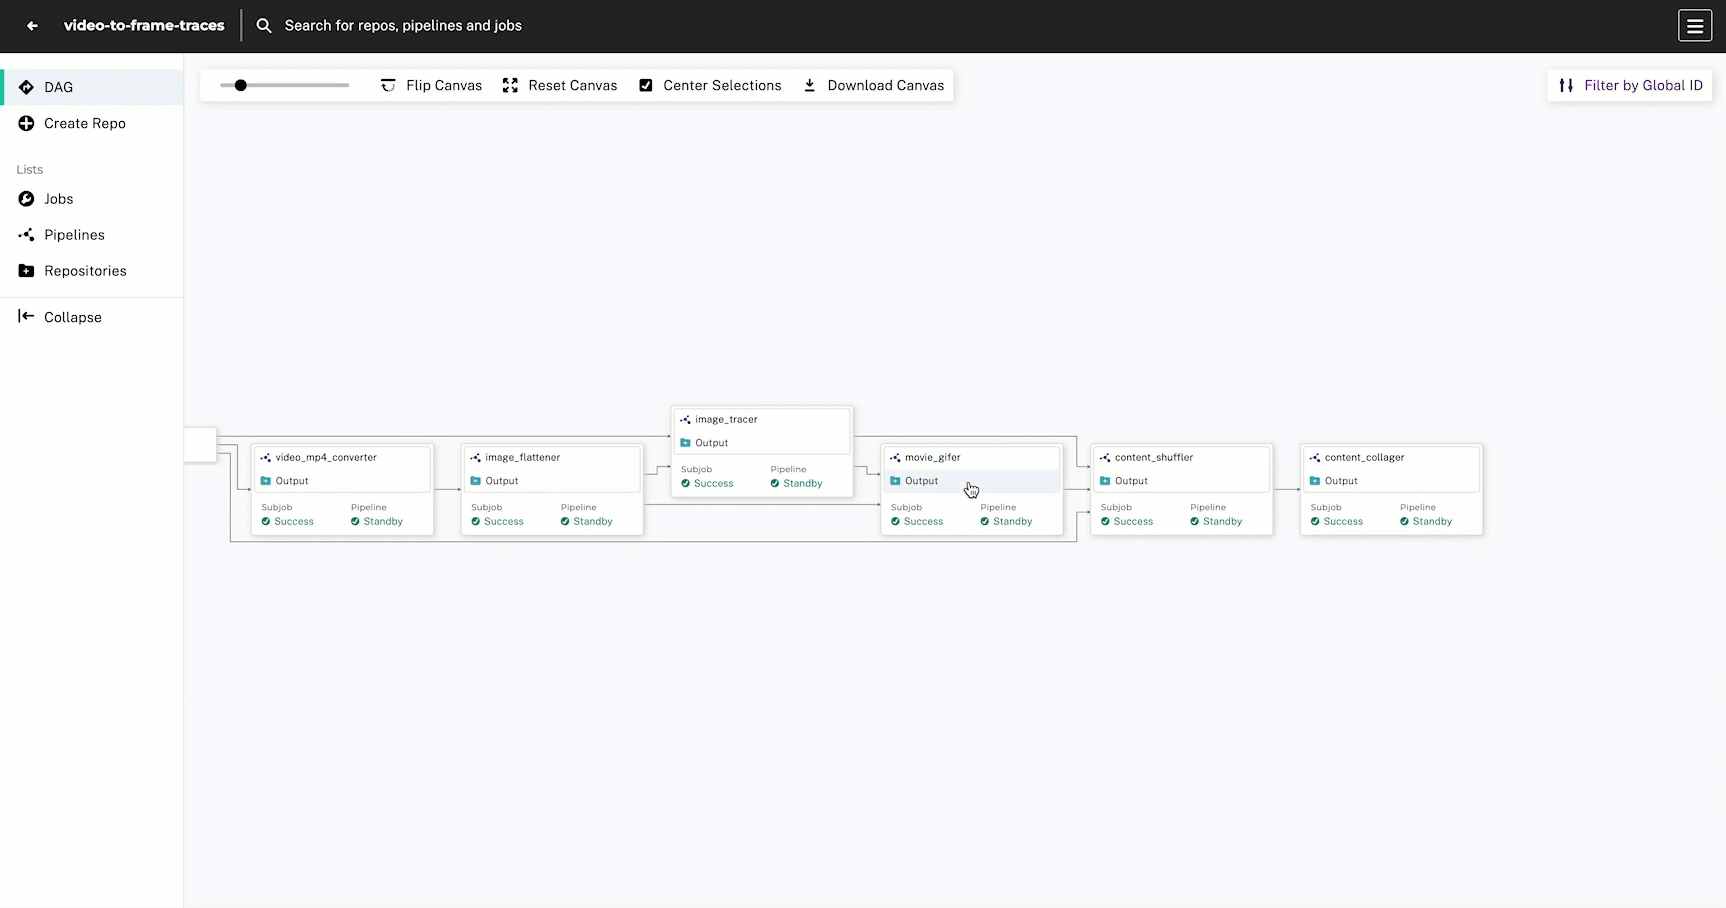 video-to-frame-traces
Search for repos, pipelines and jobs
DAG
Create Repo
Lists
Jobs
Pipelines
Repositories
Collapse
Flip Canvas
Reset Canvas
Center Selections
Download Canvas
Filter by Global ID
video_mp4_converter
Output
Subjob Pipeline
Success Standby
image_flattener
Output
Subjob Pipeline
Success Standby
image_tracer
Output
Subjob Pipeline
Success Standby
movie_gifer
Output
Subjob Pipeline
Success Standby
content_shuffler
Output
Subjob Pipeline
Success Standby
content_collager
Output
Subjob Pipeline
Success Standby